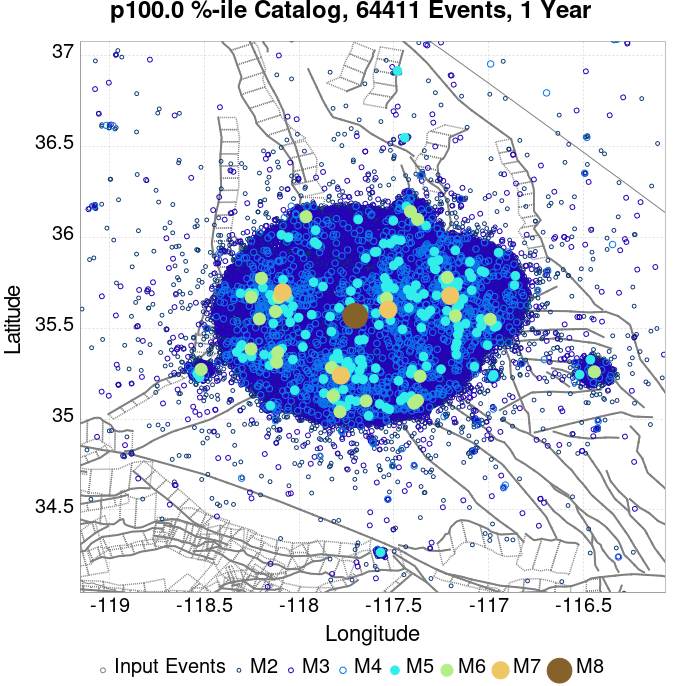 p100.0 %-ile Catalog, 64411 Events, 1 Year
37
36.5
36
35.5
35
34.5
Latitude
-119
-118.5
-118
-117.5
-117
-116.5
Longitude
Input Events
M2
M3
M4
M5
M6
M7
M8